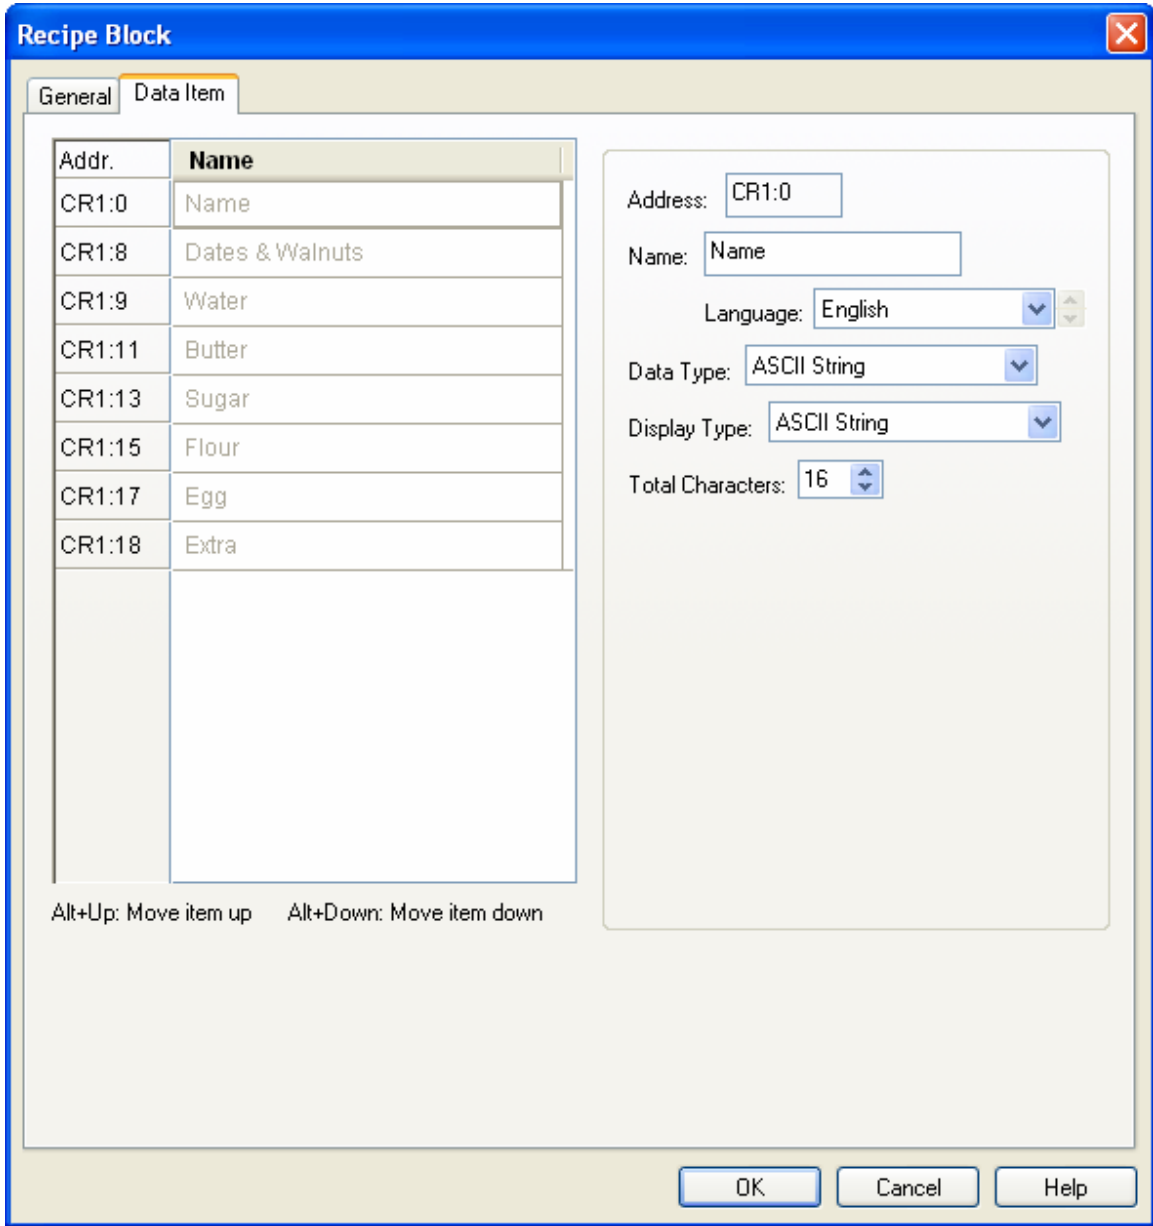 Recipe Block
General Data Item
Addr. Name
CR1:0 Name
CR1:8 Dates & Walnuts
CR1:9 Water
CR1:11 Butter
CR1:13 Sugar
CR1:15 Flour
CR1:17 Egg
CR1:18 Extra
Alt+Up: Move item up Alt+Down: Move item down
Address: CR1:0
Name: Name
Language: English
Data Type: ASCII String
Display Type: ASCII String
Total Characters: 16
OK Cancel Help